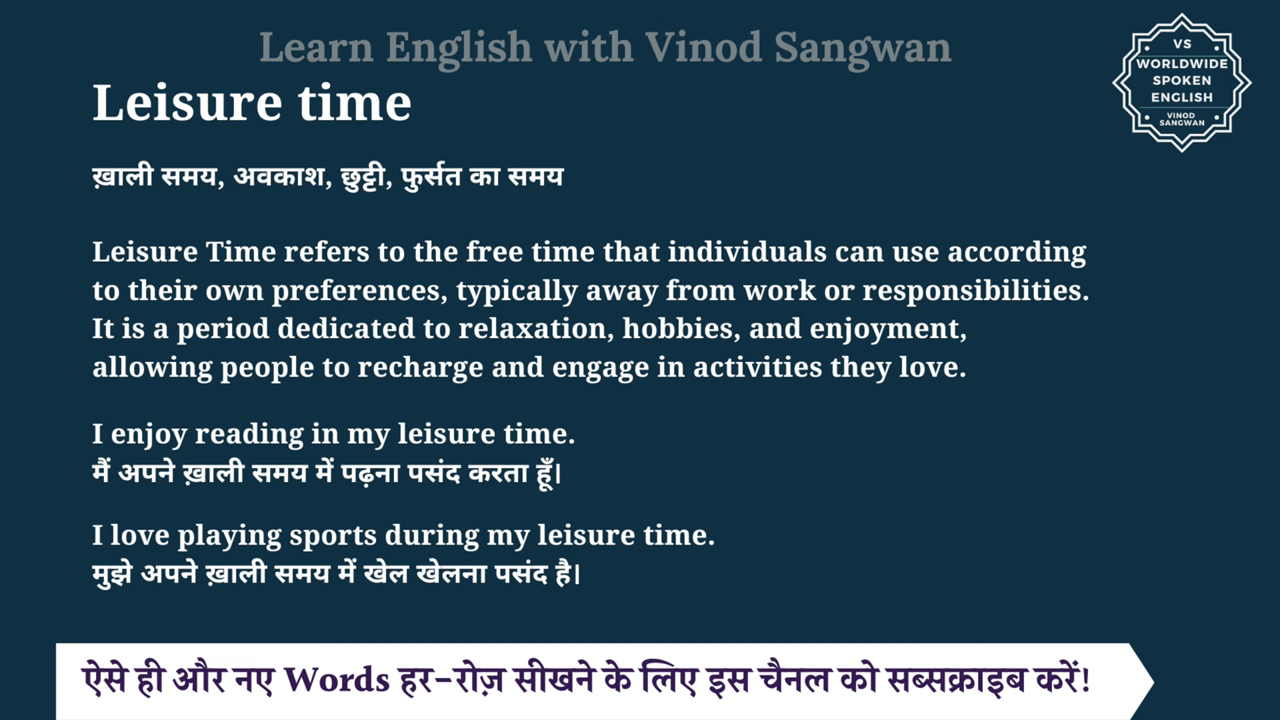 Learn English with Vinod Sangwan
VS
WORLDWIDE
SPOKEN
ENGLISH
VINOD
SANGWAN
Leisure time
ख़ाली समय, अवकाश, छुट्टी, फुर्सत का समय
Leisure Time refers to the free time that individuals can use according
to their own preferences, typically away from work or responsibilities.
It is a period dedicated to relaxation, hobbies, and enjoyment,
allowing people to recharge and engage in activities they love.
I enjoy reading in my leisure time.
मैं अपने ख़ाली समय में पढ़ना पसंद करता हूँ।
I love playing sports during my leisure time.
मुझे अपने ख़ाली समय में खेल खेलना पसंद है।
ऐसे ही और नए Words हर-रोज़ सीखने के लिए इस चैनल को सब्सक्राइब करें!